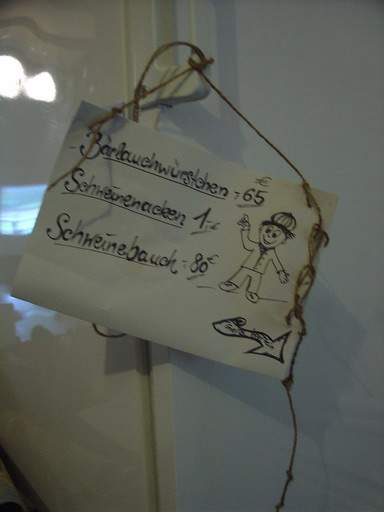 - Bärlauchwürstchen -.65 €
Schweinenacken 1,- €
Schweinebauch -.80 €